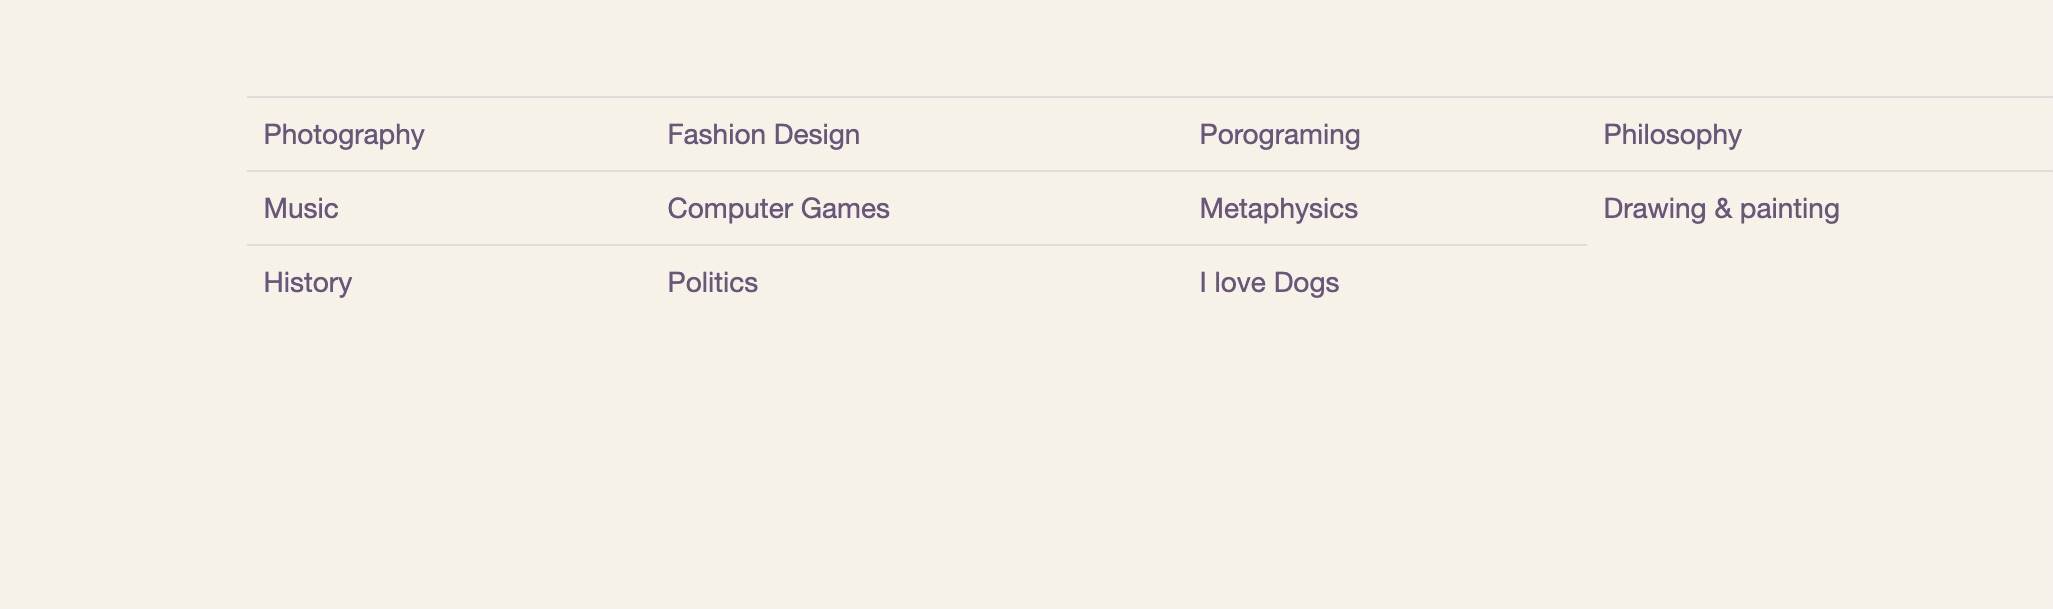 Photography Fashion Design Porograming Philosophy
Music Computer Games Metaphysics Drawing & painting
History Politics I love Dogs